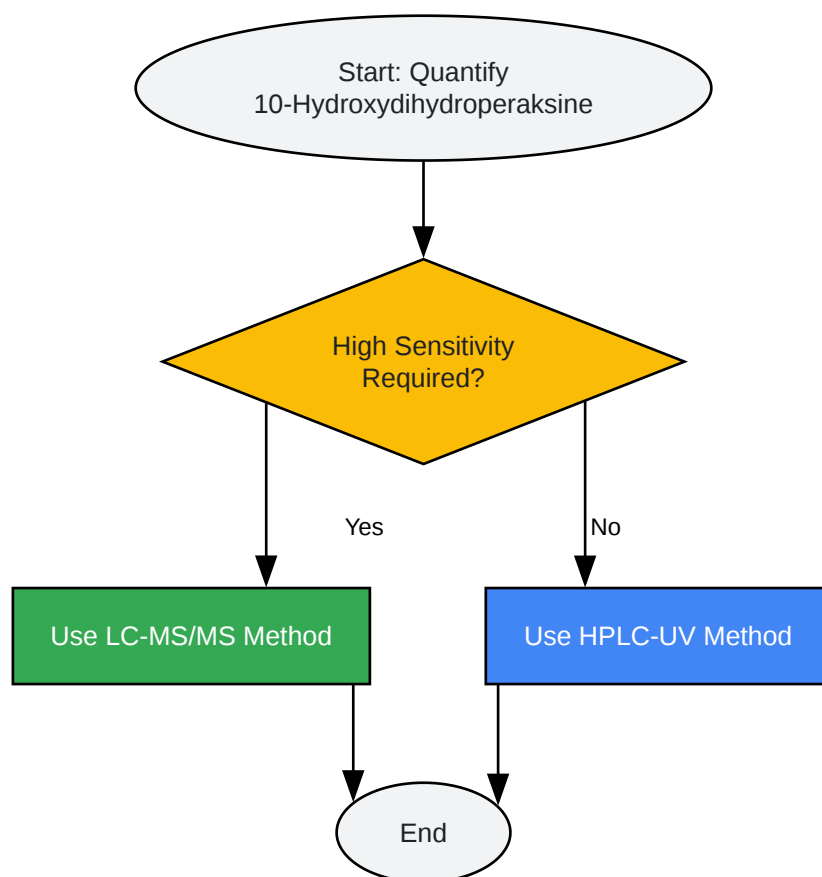 Start: Quantify
10-Hydroxydihydroperaksine
High Sensitivity
Required?
Yes
No
Use LC-MS/MS Method
Use HPLC-UV Method
End